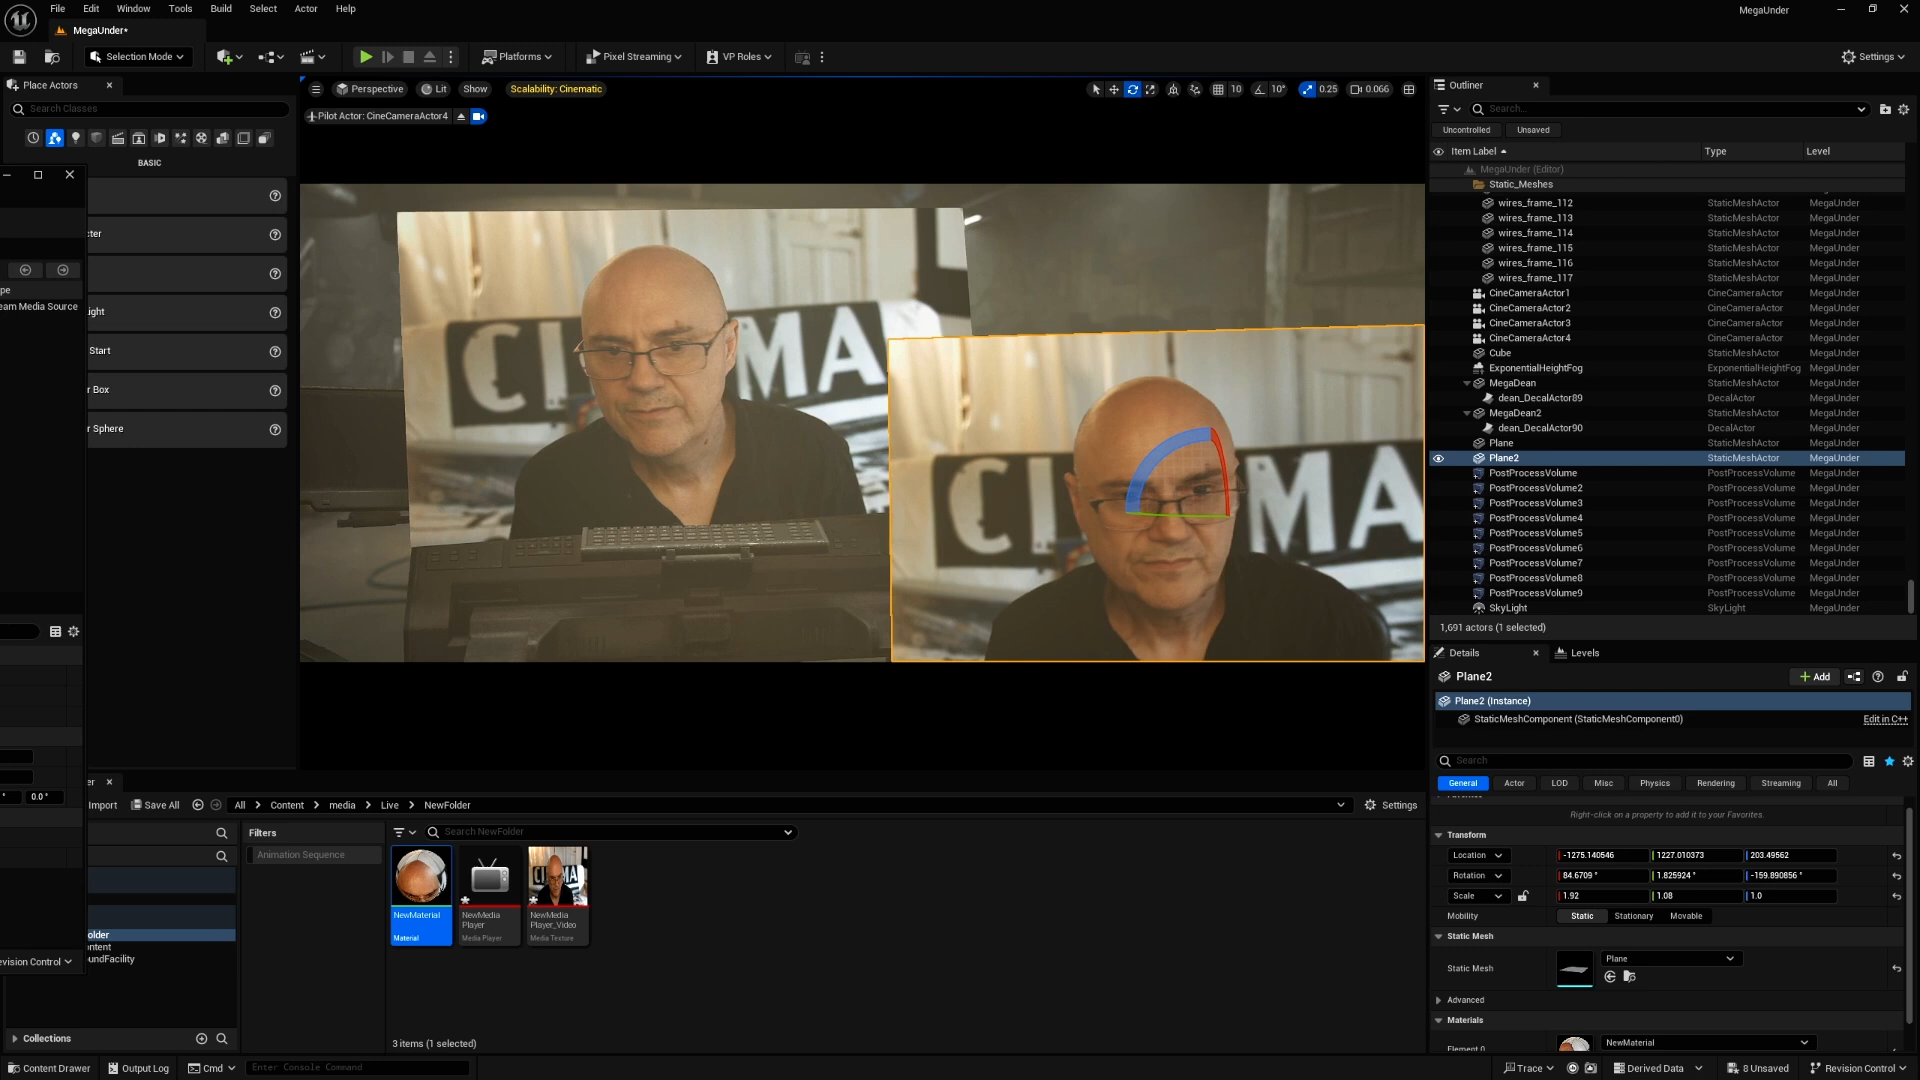 File Edit Window Tools Build Select Actor Help
MegaUnder
MegaUnder*
Selection Mode
Platforms
Pixel Streaming
VP Roles
Settings
Place Actors
Search Classes
BASIC
cter
ight
Start
r Box
r Sphere
pe
eam Media Source
0.0°
evision Control
Perspective Lit Show Scalability: Cinematic
10 10° 0.25 0.066
Pilot Actor: CineCameraActor4
CINEMA
CINEMA
Outliner
Search...
Uncontrolled Unsaved
Item Label Type Level
MegaUnder (Editor)
Static_Meshes
wires_frame_112 StaticMeshActor MegaUnder
wires_frame_113 StaticMeshActor MegaUnder
wires_frame_114 StaticMeshActor MegaUnder
wires_frame_115 StaticMeshActor MegaUnder
wires_frame_116 StaticMeshActor MegaUnder
wires_frame_117 StaticMeshActor MegaUnder
CineCameraActor1 CineCameraActor MegaUnder
CineCameraActor2 CineCameraActor MegaUnder
CineCameraActor3 CineCameraActor MegaUnder
CineCameraActor4 CineCameraActor MegaUnder
Cube StaticMeshActor MegaUnder
ExponentialHeightFog ExponentialHeightFog MegaUnder
MegaDean StaticMeshActor MegaUnder
dean_DecalActor89 DecalActor MegaUnder
MegaDean2 StaticMeshActor MegaUnder
dean_DecalActor90 DecalActor MegaUnder
Plane StaticMeshActor MegaUnder
Plane2 StaticMeshActor MegaUnder
PostProcessVolume PostProcessVolume MegaUnder
PostProcessVolume2 PostProcessVolume MegaUnder
PostProcessVolume3 PostProcessVolume MegaUnder
PostProcessVolume4 PostProcessVolume MegaUnder
PostProcessVolume5 PostProcessVolume MegaUnder
PostProcessVolume6 PostProcessVolume MegaUnder
PostProcessVolume7 PostProcessVolume MegaUnder
PostProcessVolume8 PostProcessVolume MegaUnder
PostProcessVolume9 PostProcessVolume MegaUnder
SkyLight SkyLight MegaUnder
1,691 actors (1 selected)
Details Levels
Plane2
+ Add
Plane2 (Instance)
StaticMeshComponent (StaticMeshComponent0) Edit in C++
Search
General Actor LOD Misc Physics Rendering Streaming All
Right-click on a property to add it to your Favorites.
Transform
Location -1275.140546 1227.010373 203.49562
Rotation 84.6709° 1.825924° -159.890856°
Scale 1.92 1.08 1.0
Mobility Static Stationary Movable
Static Mesh
Static Mesh Plane
Advanced
Materials
Element 0 NewMaterial
er
Import Save All All > Content > media > Live > NewFolder Settings
Filters
Animation Sequence
Search NewFolder
NewMaterial
Material
NewMedia
Player
Media Player
NewMedia
Player_Video
Media Texture
older
ontent
oundFacility
Collections
3 items (1 selected)
Content Drawer Output Log Cmd Enter Console Command
Trace Derived Data 8 Unsaved Revision Control